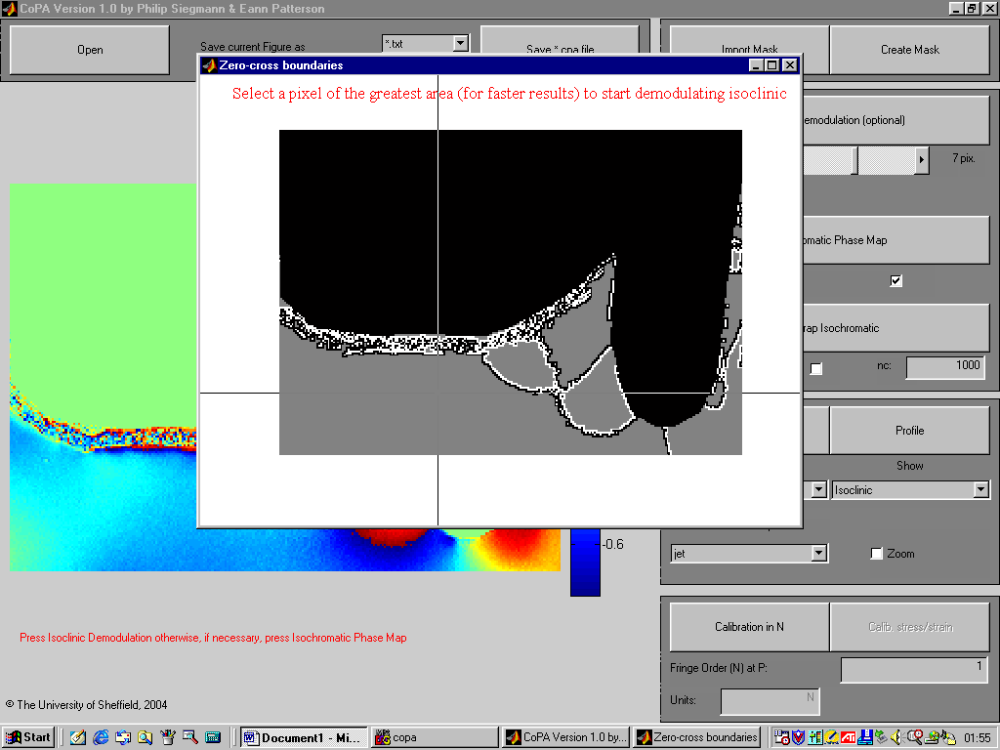 CoPA Version 1.0 by Philip Siegmann & Eann Patterson
Open
Save current Figure as
*.txt
Save *.cpa file
Import Mask
Create Mask
Zero-cross boundaries
Select a pixel of the greatest area (for faster results) to start demodulating isoclinic
emodulation (optional)
7 pix.
omatic Phase Map
rap Isochromatic
nc:
1000
Profile
Show
Isoclinic
-0.6
jet
Zoom
Press Isoclinic Demodulation otherwise, if necessary, press Isochromatic Phase Map
Calibration in N
Calib. stress/strain
Fringe Order (N) at P:
1
Units:
N
© The University of Sheffield, 2004
Start
Document1 - Mi...
copa
CoPA Version 1.0 by...
Zero-cross boundaries
01:55